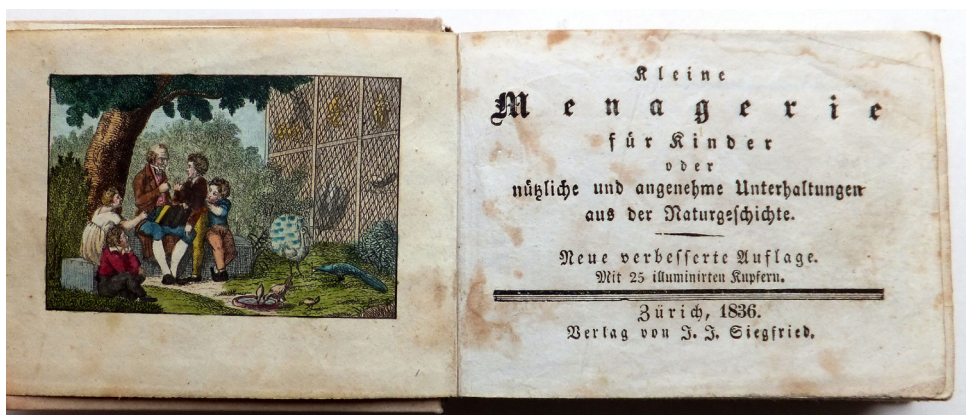 Kleine
Menagerie
für Kinder
oder
nützliche und angenehme Unterhaltungen
aus der Naturgeschichte.
Neue verbesserte Auflage.
Mit 25 illuminirten Kupfern.
Zürich, 1836.
Verlag von J. J. Siegfried.